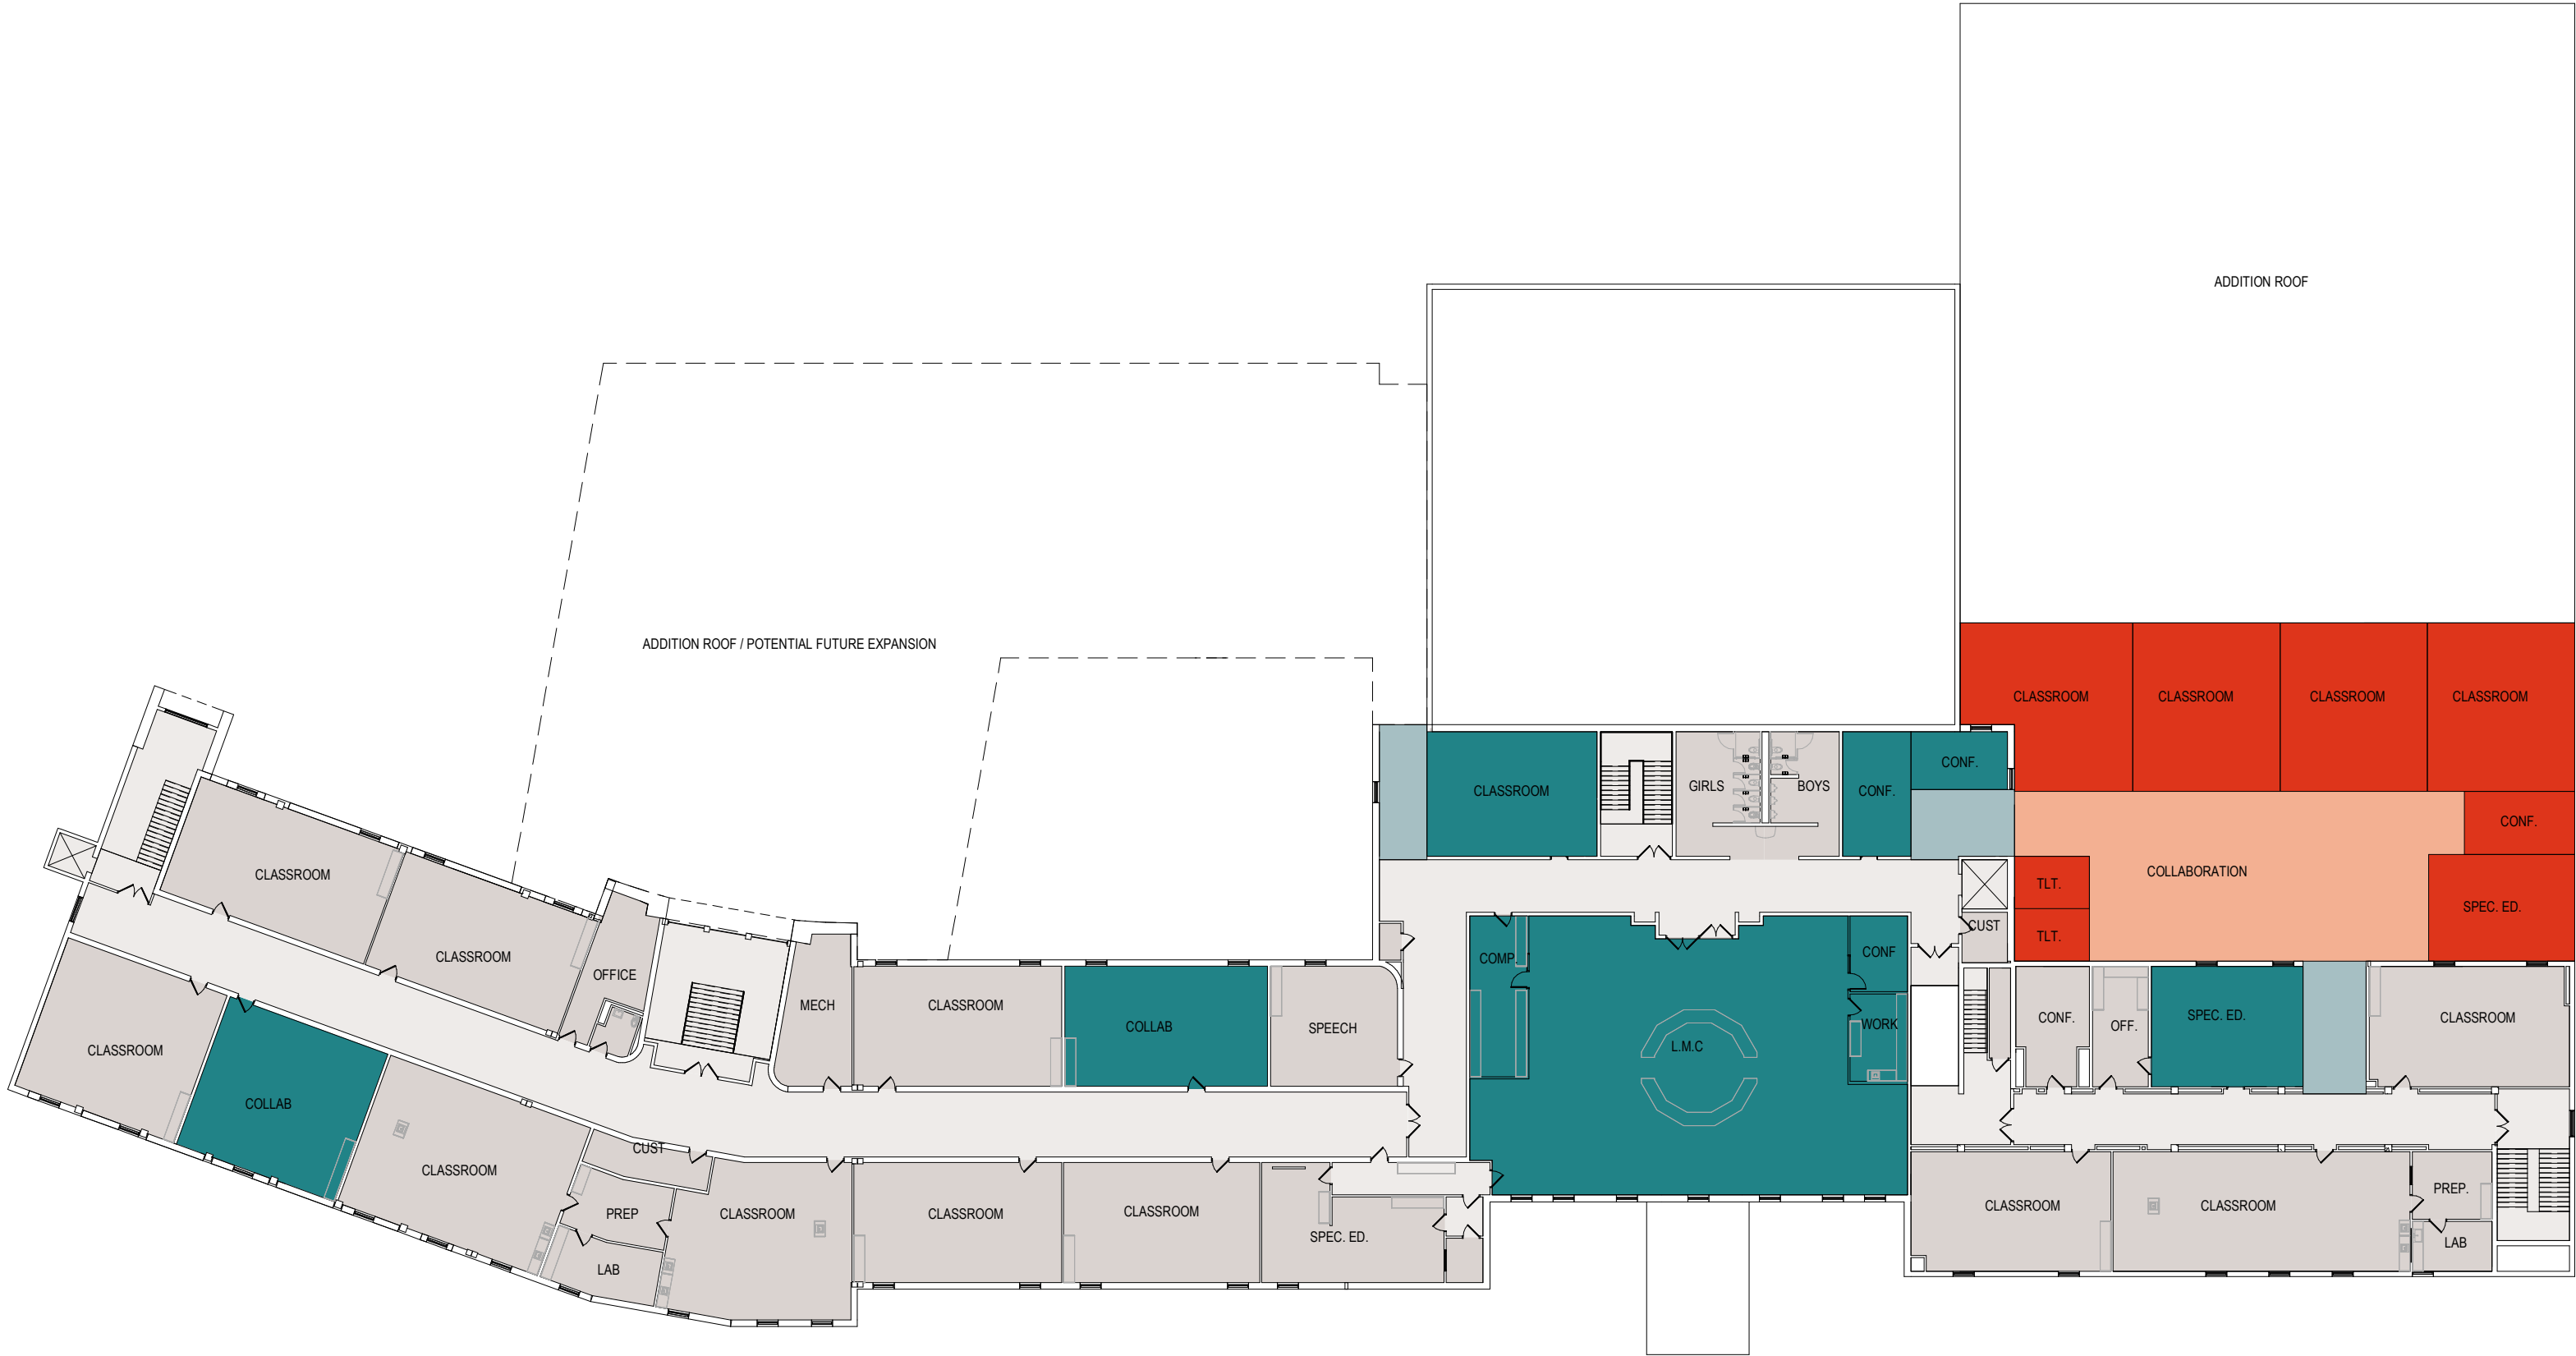 ADDITION ROOF
ADDITION ROOF / POTENTIAL FUTURE EXPANSION
CLASSROOM
CLASSROOM
CLASSROOM
CLASSROOM
CONF.
CLASSROOM
GIRLS
BOYS
CONF.
CONF.
COLLABORATION
TLT.
SPEC. ED.
TLT.
CLASSROOM
CLASSROOM
OFFICE
MECH
CLASSROOM
COLLAB
SPEECH
COMP.
CONF
CUST
WORK
L.M.C
CONF.
OFF.
SPEC. ED.
CLASSROOM
CLASSROOM
COLLAB
CLASSROOM
CUST
PREP
LAB
CLASSROOM
CLASSROOM
CLASSROOM
SPEC. ED.
CLASSROOM
CLASSROOM
PREP.
LAB